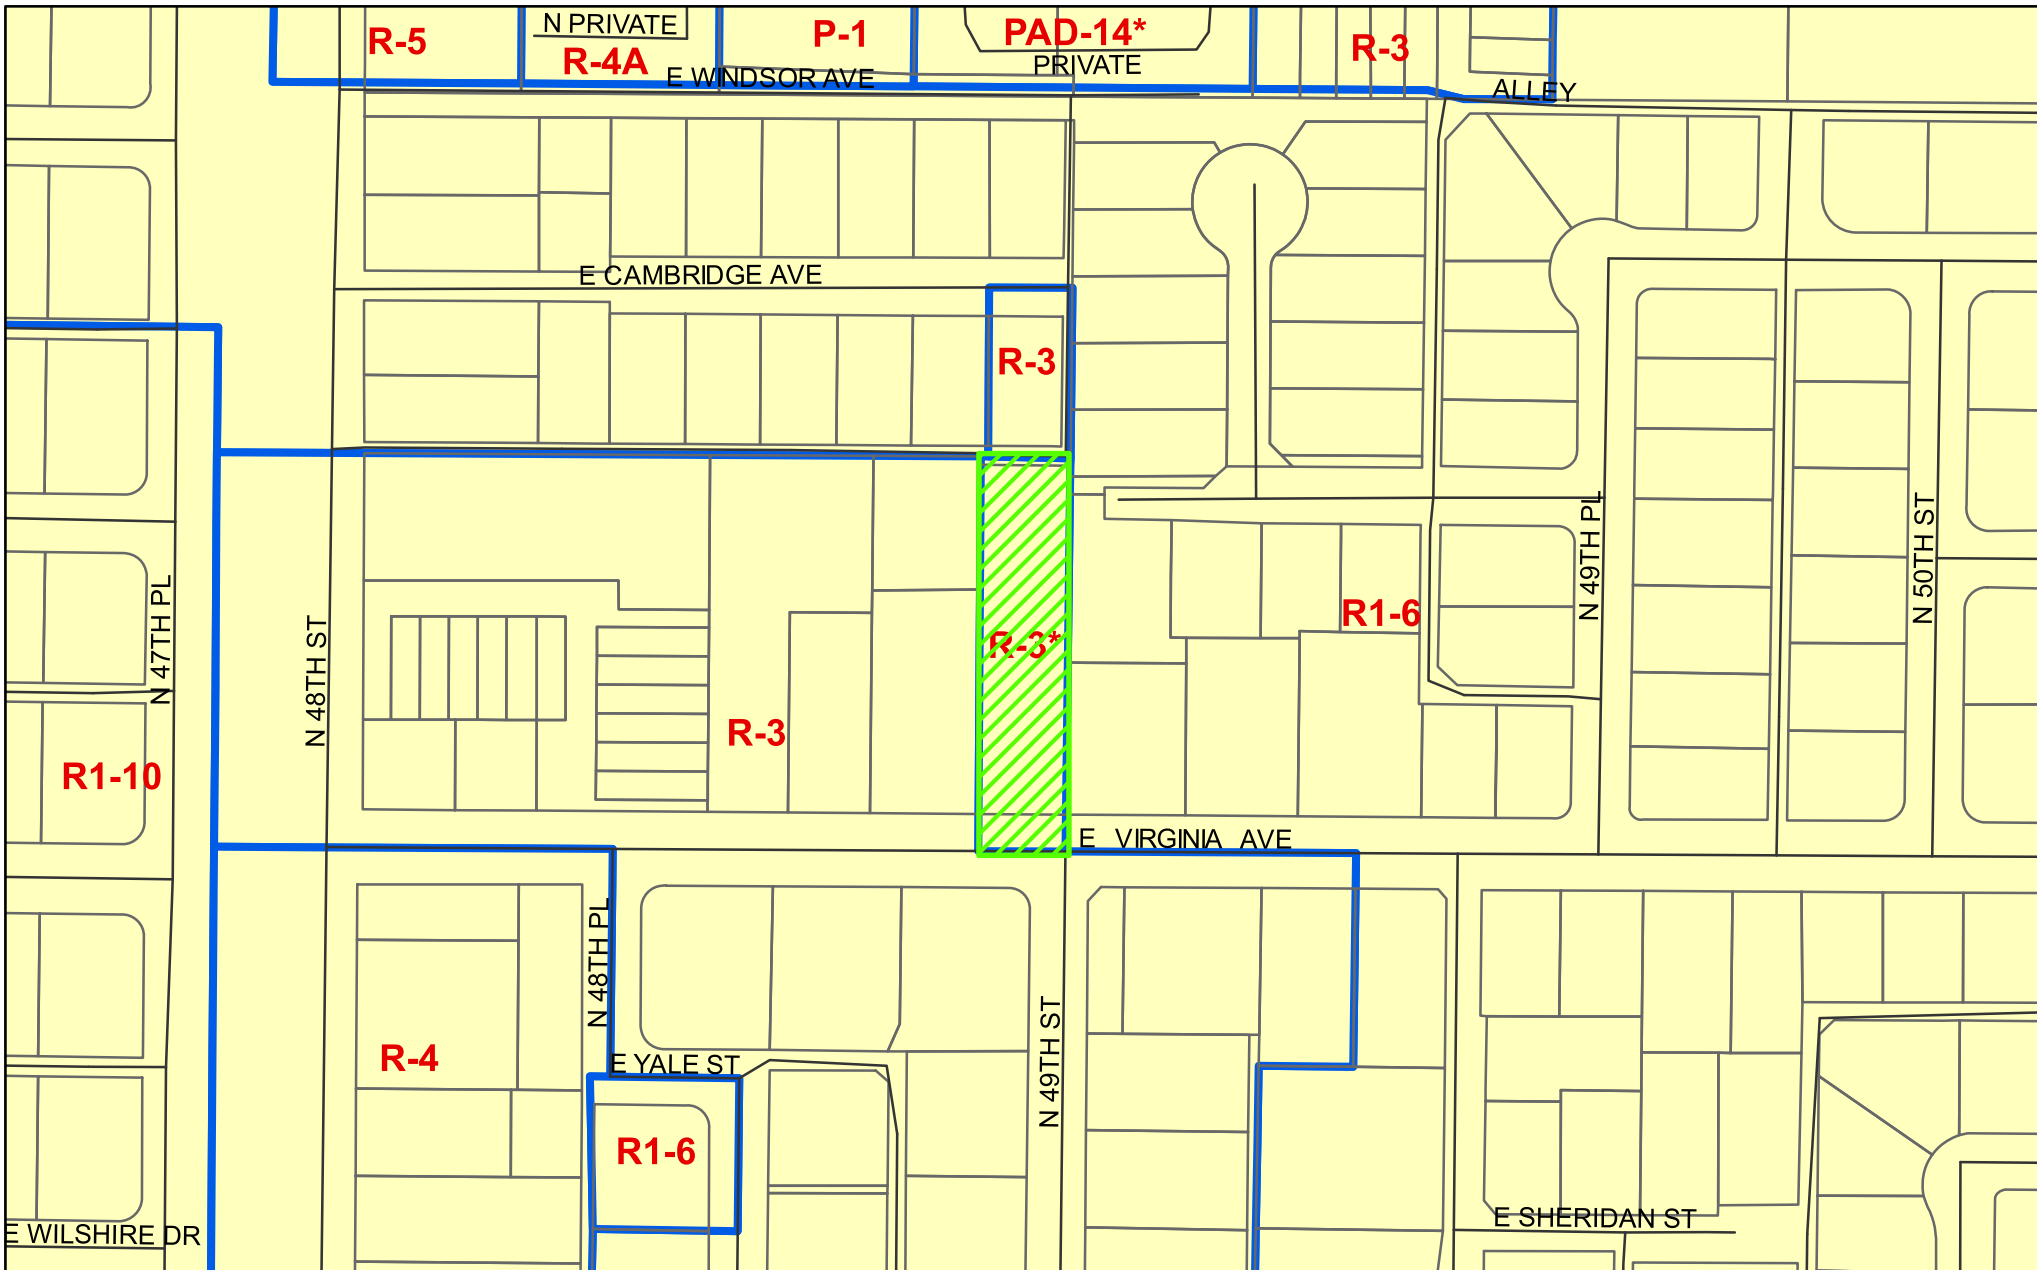 N PRIVATE
R-5
P-1
PAD-14*
R-3
R-4A
PRIVATE
E WINDSOR AVE
ALLEY
E CAMBRIDGE AVE
R-3
N 47TH PL
N 48TH ST
R-3*
R1-6
N 49TH PL
N 50TH ST
R-3
R1-10
E VIRGINIA AVE
N 48TH PL
R-4
E YALE ST
N 49TH ST
R1-6
E SHERIDAN ST
E WILSHIRE DR